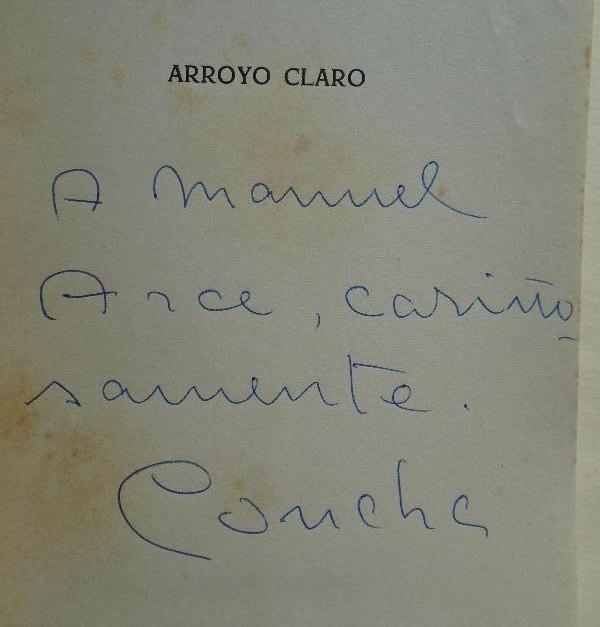 ARROYO CLARO
A Manuel
Arce, cariño-
samente.
Concha